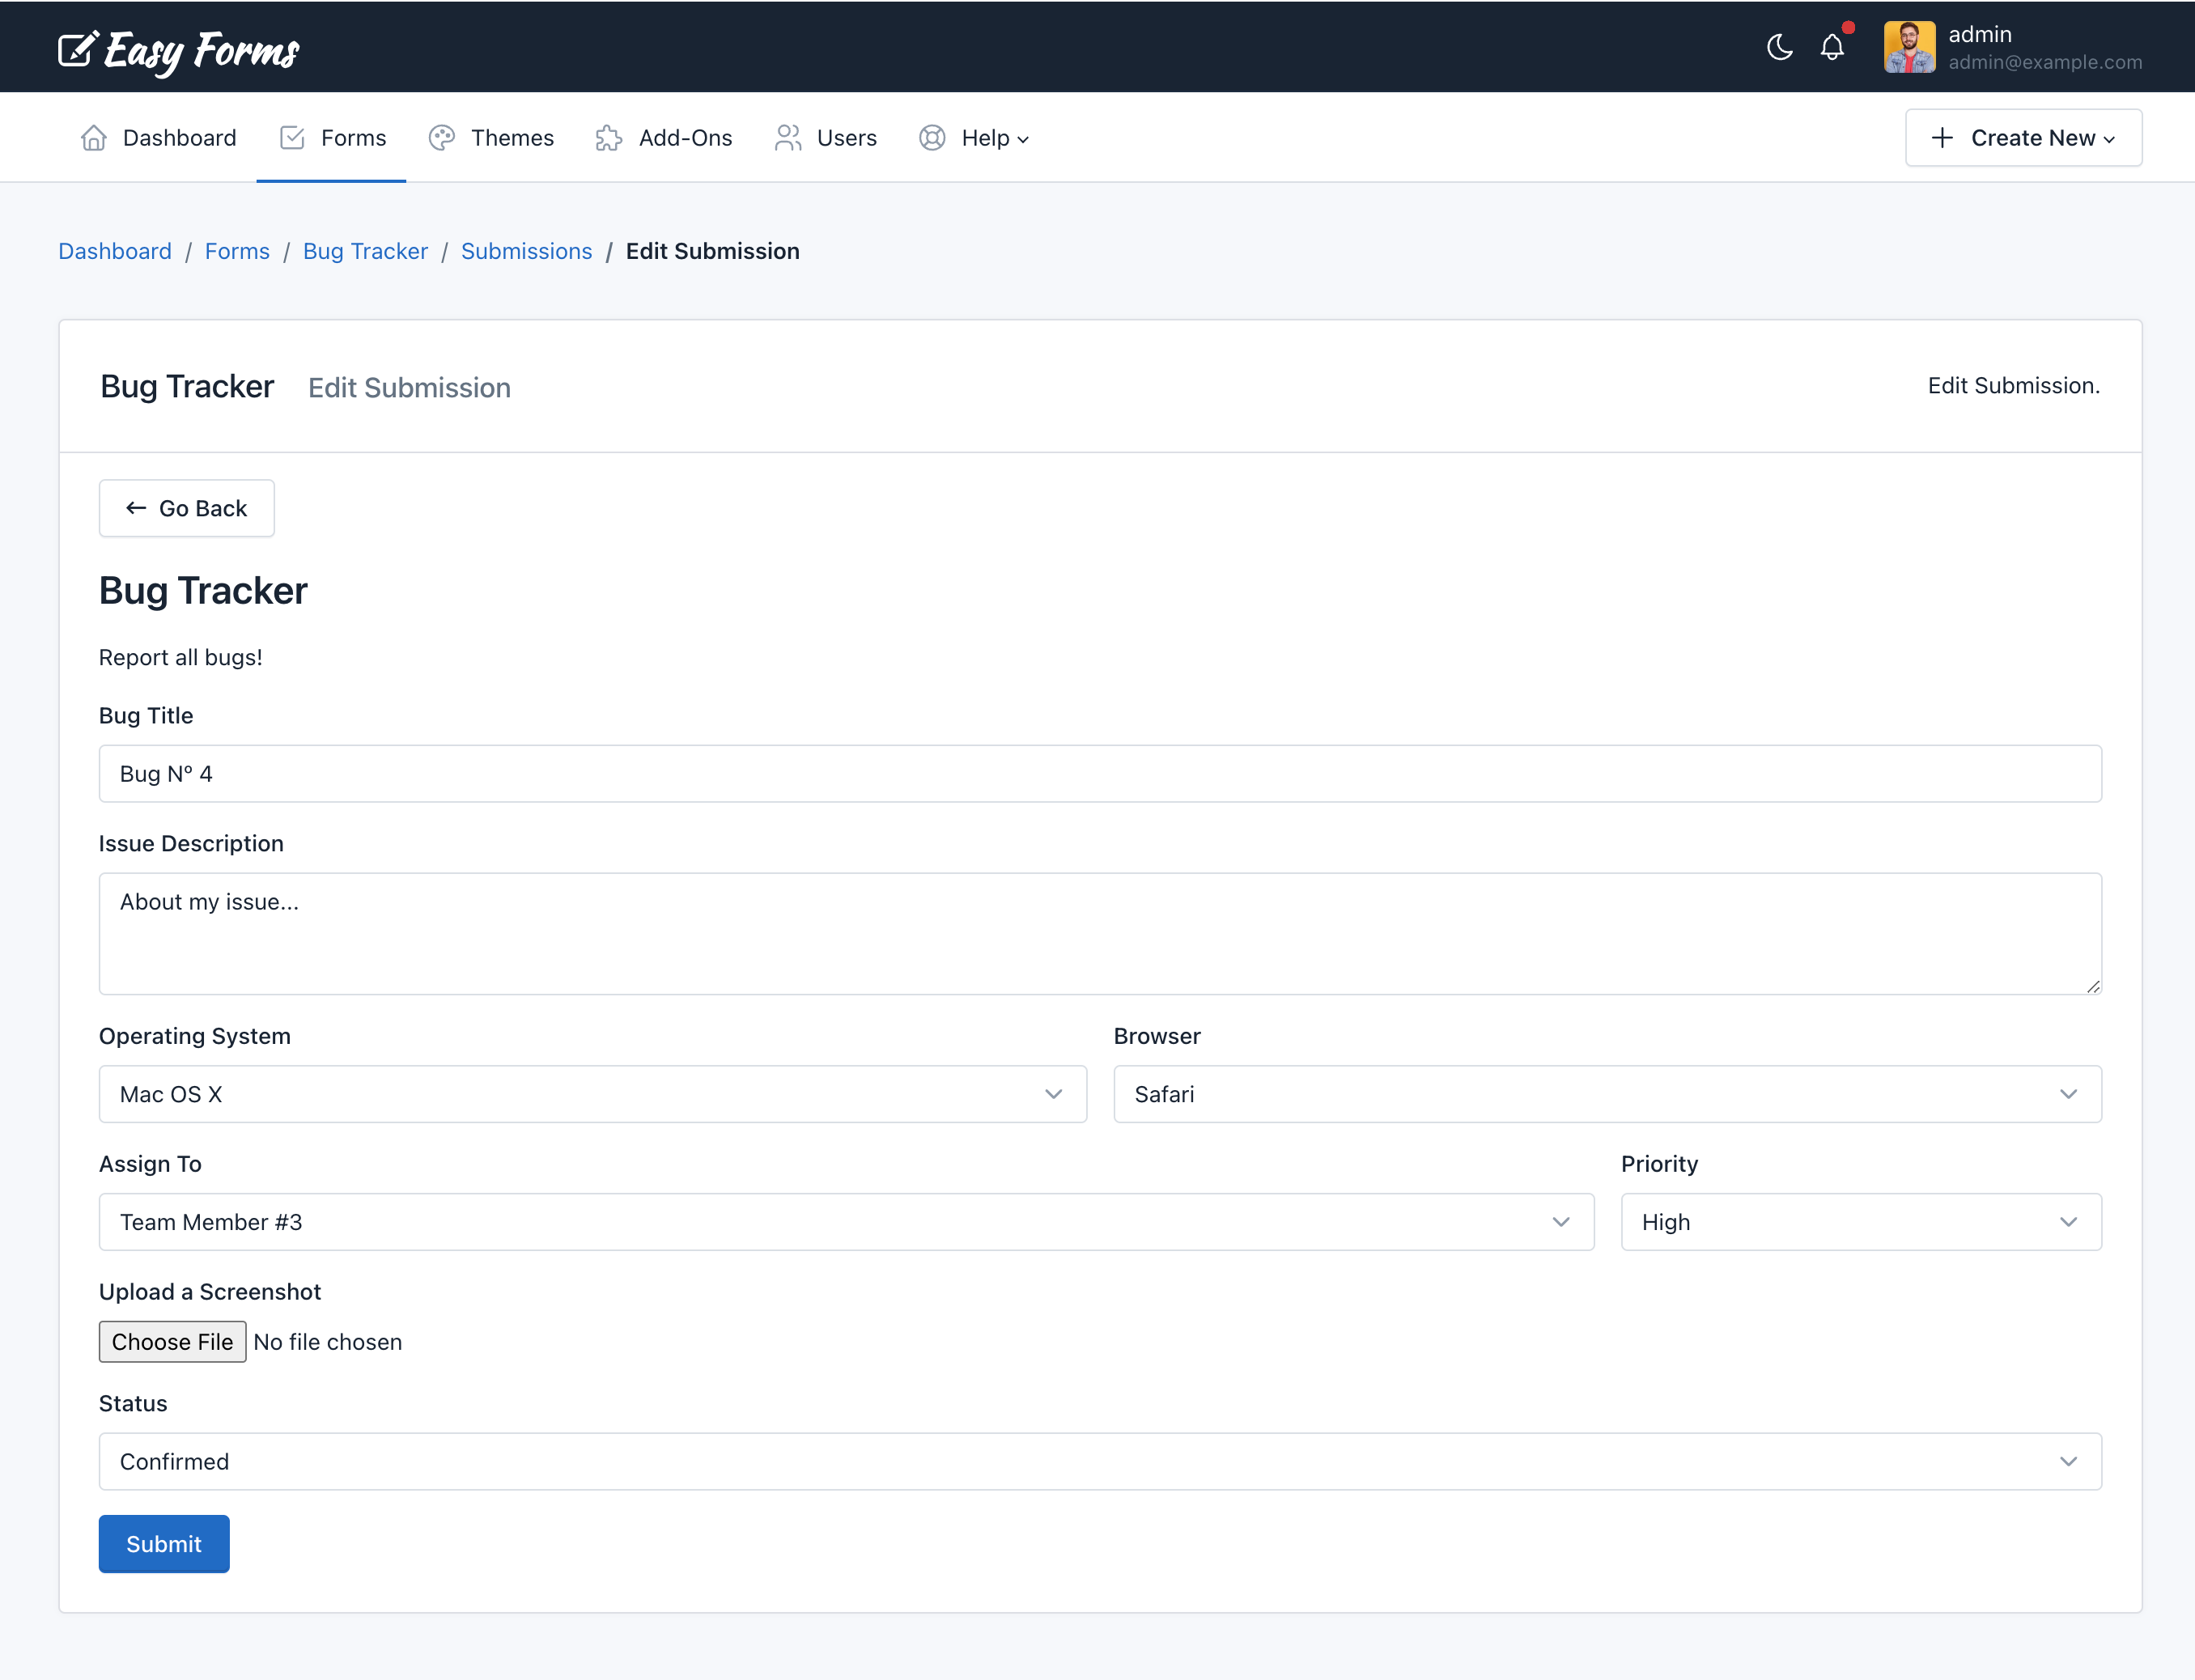 Easy Forms
admin
admin@example.com
Dashboard Forms Themes Add-Ons Users Help Create New
Dashboard / Forms / Bug Tracker / Submissions / Edit Submission
Bug Tracker Edit Submission Edit Submission.
Go Back
Bug Tracker
Report all bugs!
Bug Title
Bug Nº 4
Issue Description
About my issue...
Operating System Browser
Mac OS X Safari
Assign To Priority
Team Member #3 High
Upload a Screenshot
Choose File No file chosen
Status
Confirmed
Submit